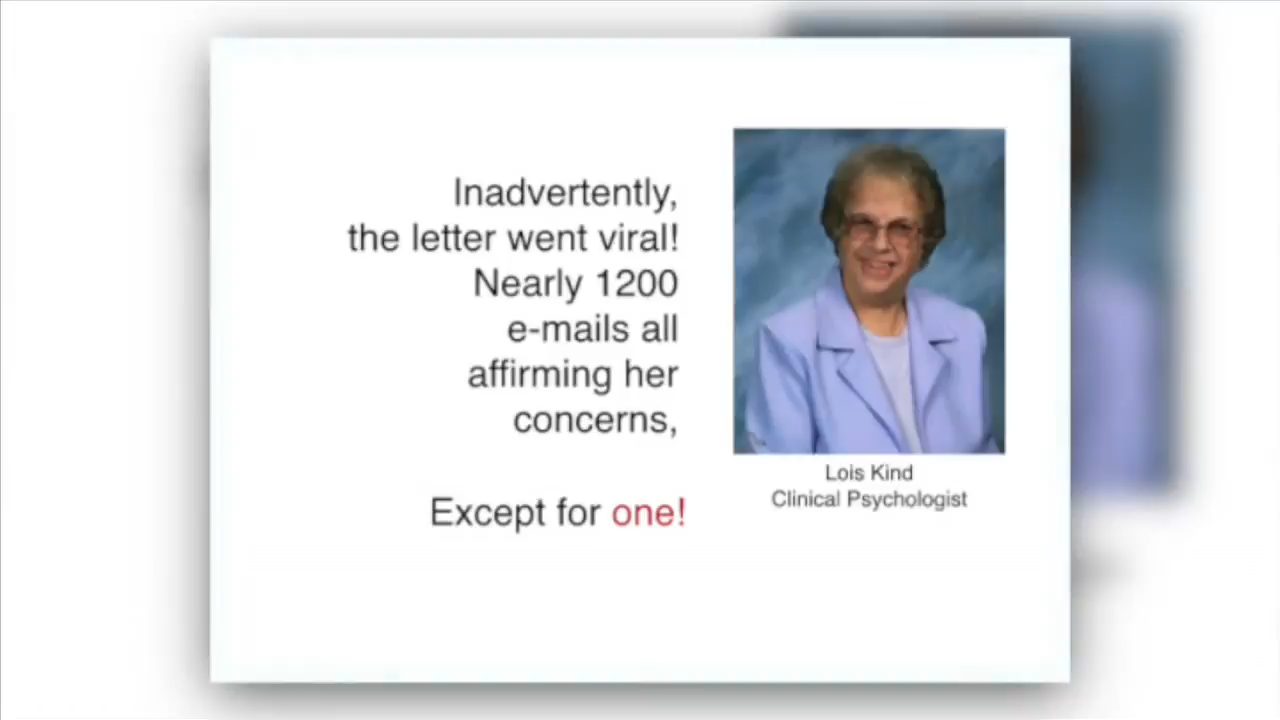 Inadvertently,
the letter went viral!
Nearly 1200
e-mails all
affirming her
concerns,
Except for one!
Lois Kind
Clinical Psychologist